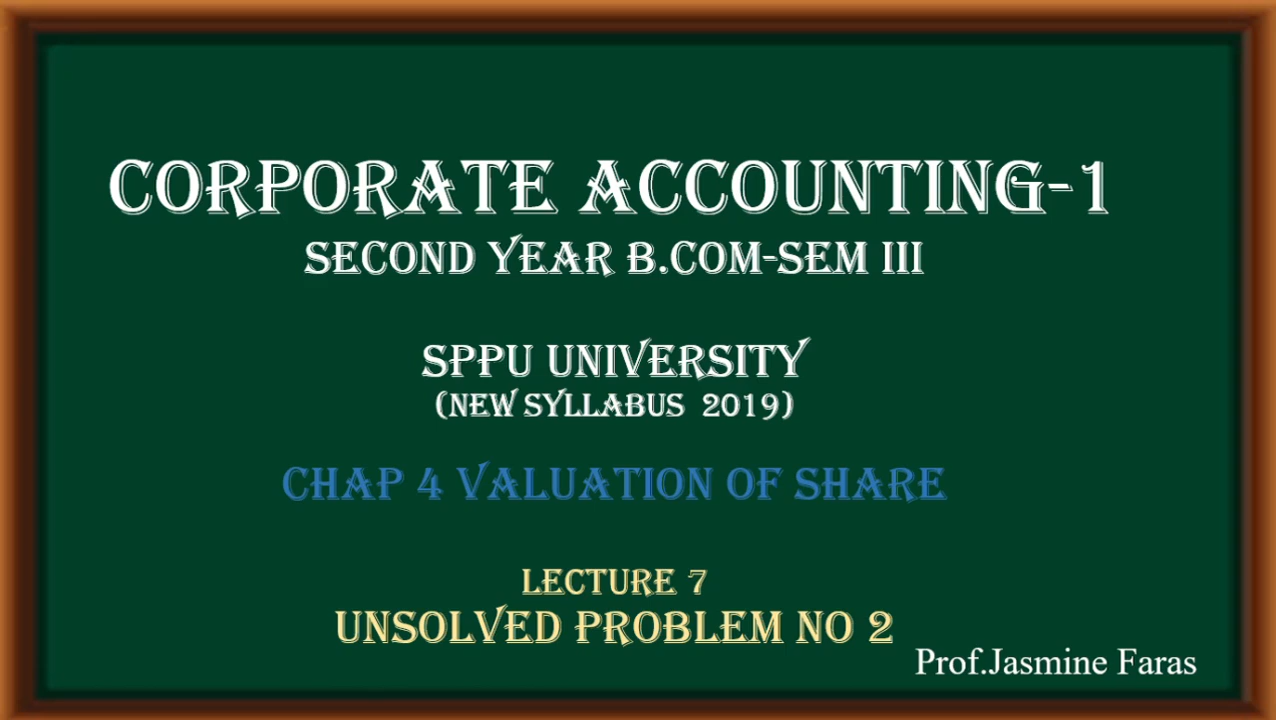 CORPORATE ACCOUNTING-1
SECOND YEAR B.COM-SEM III
SPPU UNIVERSITY
(NEW SYLLABUS 2019)
CHAP 4 VALUATION OF SHARE
LECTURE 7
UNSOLVED PROBLEM NO 2
Prof.Jasmine Faras